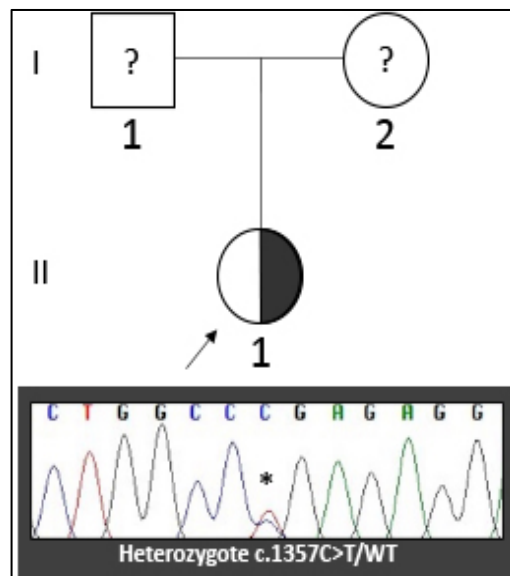 I
?
?
1
2
II
1
C T G G C C C G A G A G G
*
Heterozygote c.1357C>T/WT